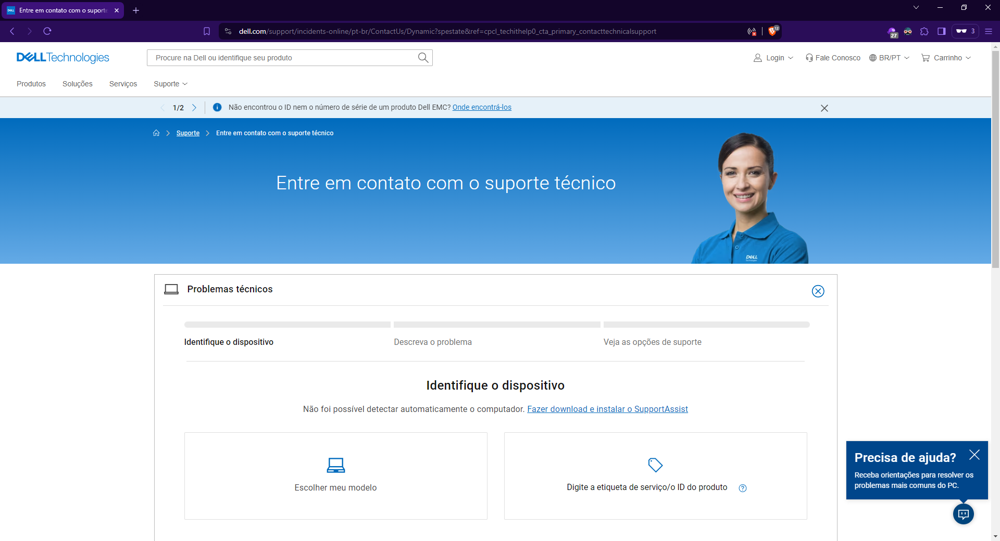 Entre em contato com o suporte
dell.com/support/incidents-online/pt-br/ContactUs/Dynamic?spestate&ref=cpcl_techithelp0_cta_primary_contacttechnicalsupport
12
27
3
DELLTechnologies
Procure na Dell ou identifique seu produto
Login
Fale Conosco
BR/PT
Carrinho
Produtos
Soluções
Serviços
Suporte
1/2
Não encontrou o ID nem o número de série de um produto Dell EMC? Onde encontrá-los
Suporte
Entre em contato com o suporte técnico
Entre em contato com o suporte técnico
DELL
Technologies
Problemas técnicos
Identifique o dispositivo
Descreva o problema
Veja as opções de suporte
Identifique o dispositivo
Não foi possível detectar automaticamente o computador. Fazer download e instalar o SupportAssist
Escolher meu modelo
Digite a etiqueta de serviço/o ID do produto
Precisa de ajuda?
Receba orientações para resolver os
problemas mais comuns do PC.